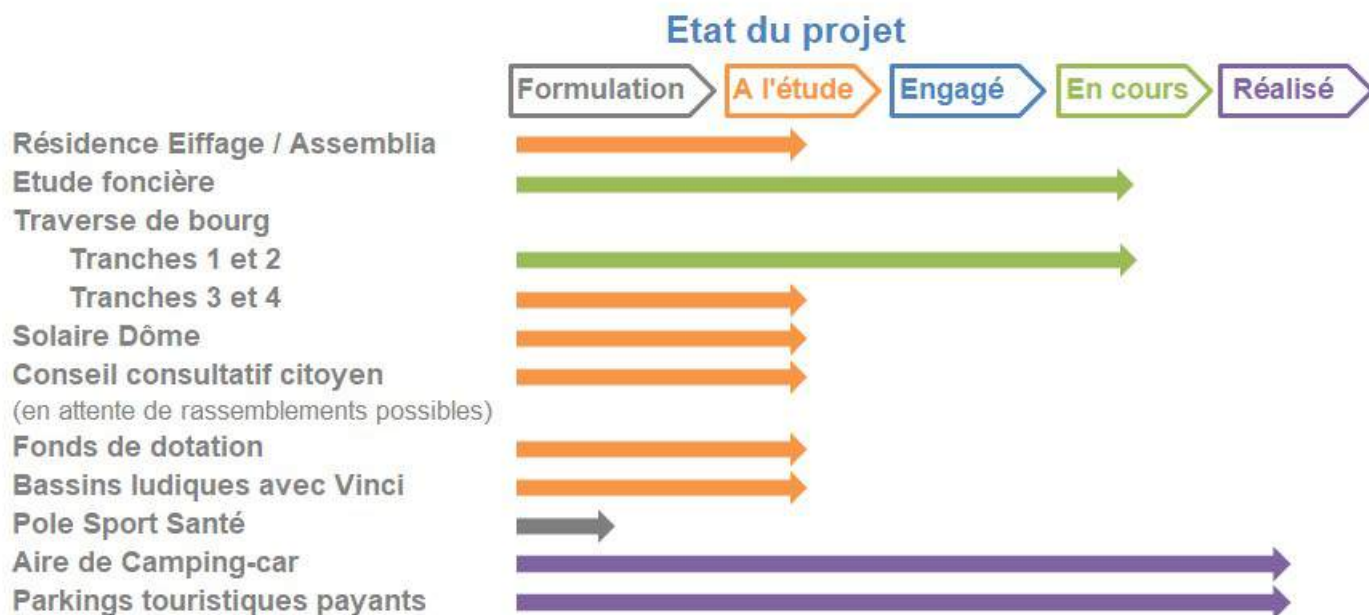 Etat du projet
Formulation A l'étude Engagé En cours Réalisé
Résidence Eiffage / Assemblia
Etude foncière
Traverse de bourg
Tranches 1 et 2
Tranches 3 et 4
Solaire Dôme
Conseil consultatif citoyen
(en attente de rassemblements possibles)
Fonds de dotation
Bassins ludiques avec Vinci
Pole Sport Santé
Aire de Camping-car
Parkings touristiques payants